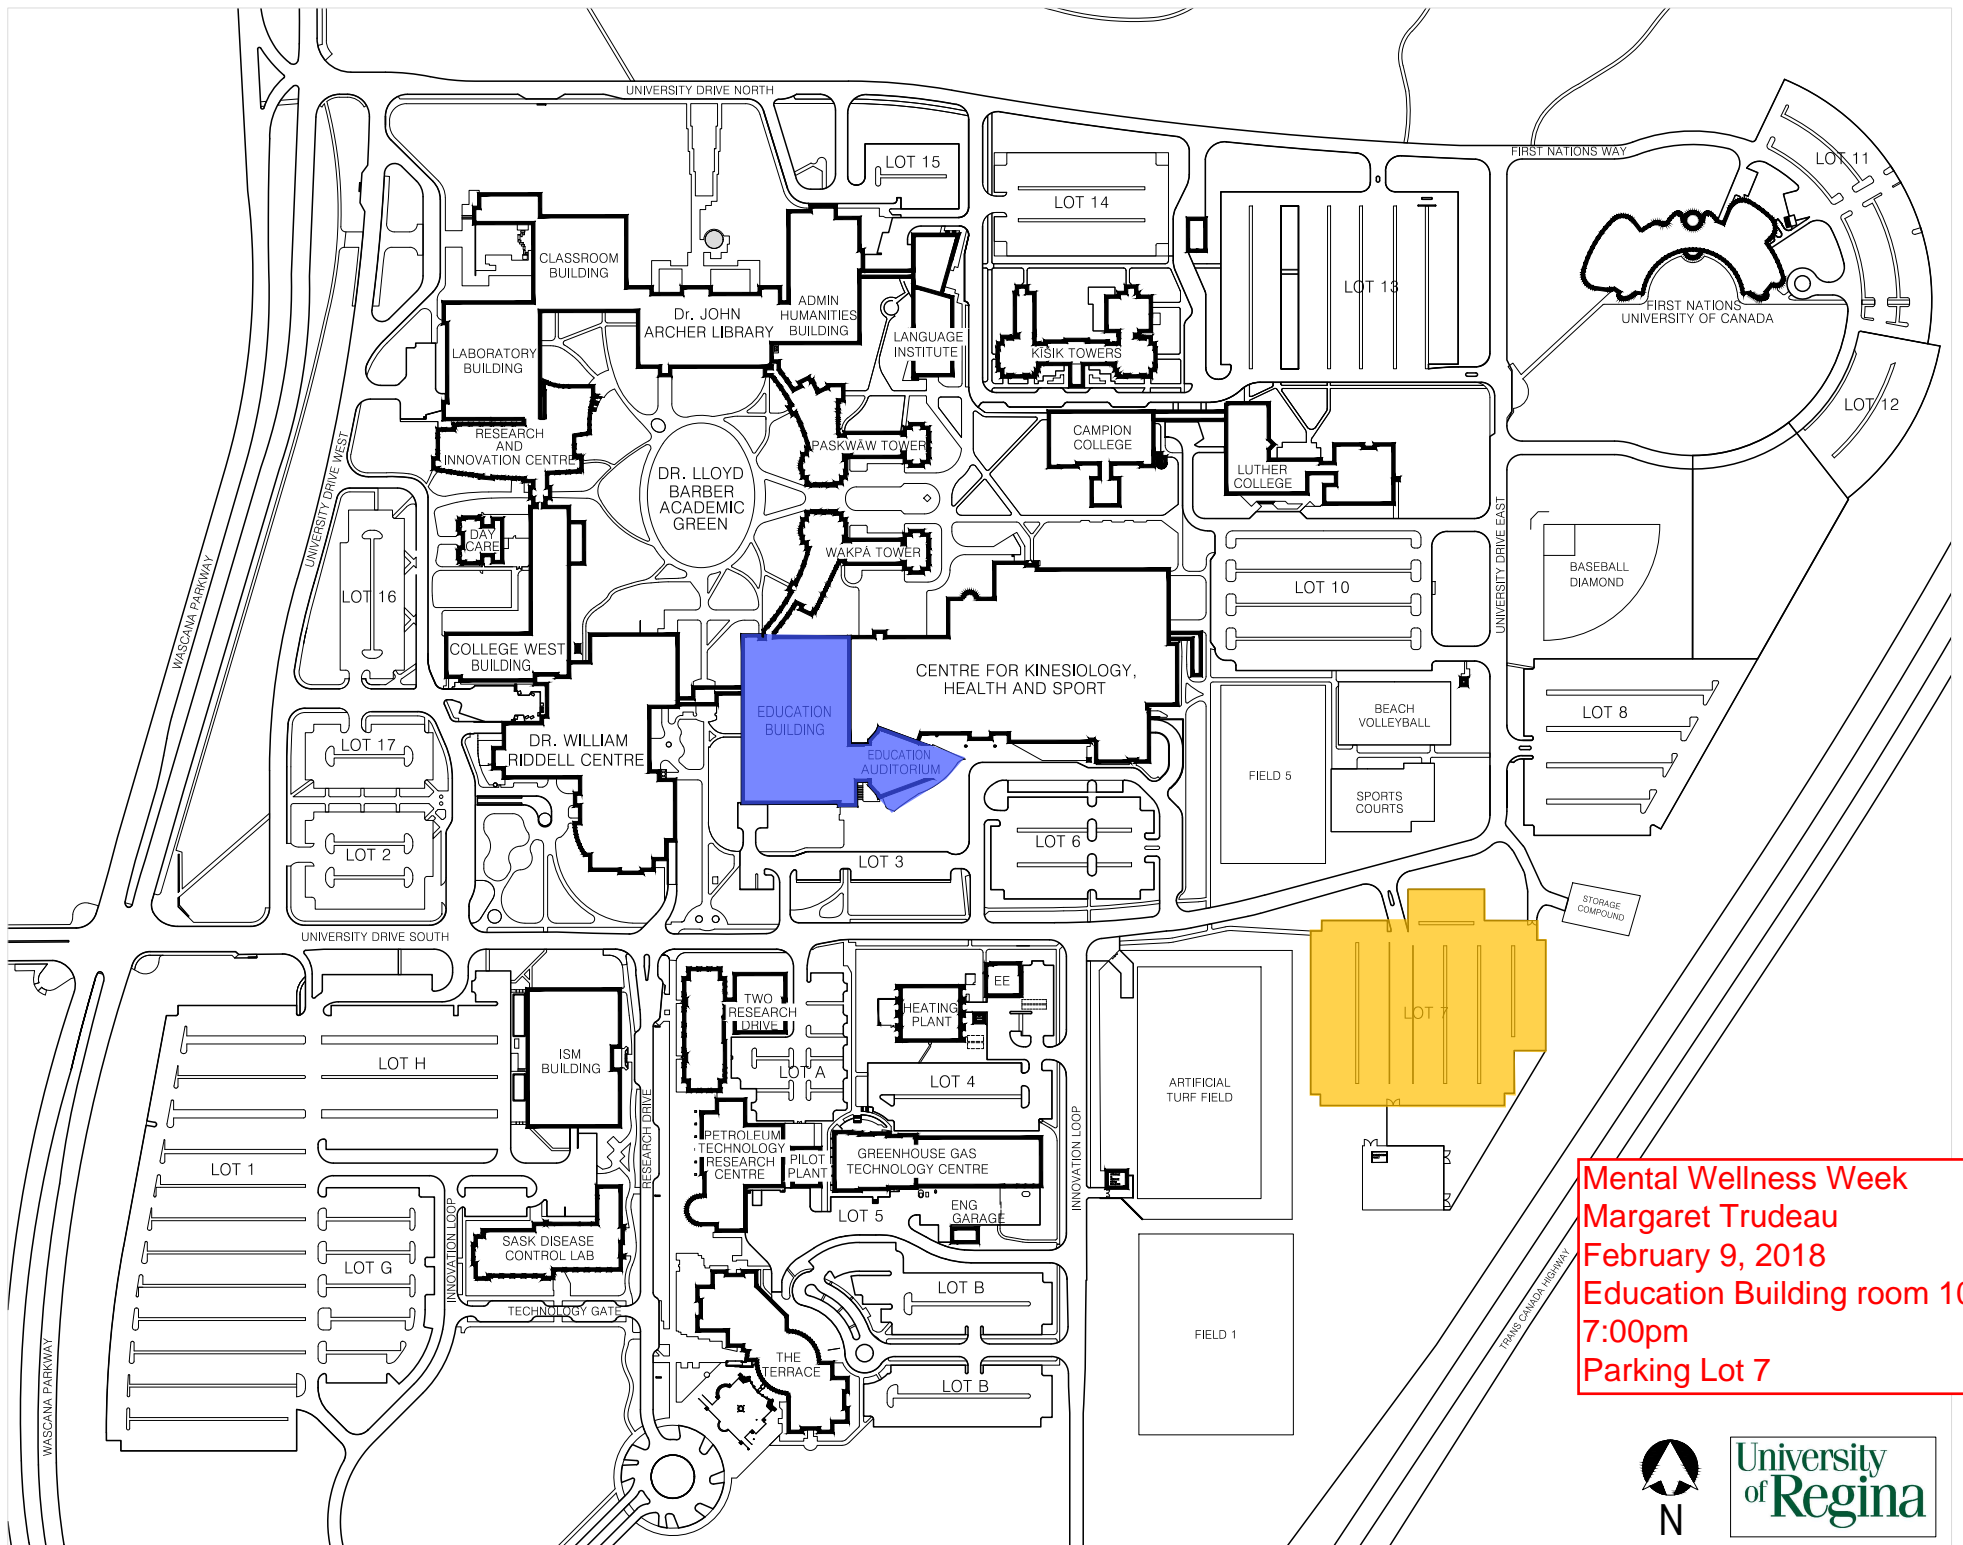 UNIVERSITY DRIVE NORTH
FIRST NATIONS WAY
LOT 15
LOT 11
LOT 14
CLASSROOM
BUILDING
LOT 13
ADMIN
HUMANITIES
BUILDING
Dr. JOHN
ARCHER LIBRARY
FIRST NATIONS
UNIVERSITY OF CANADA
LANGUAGE
INSTITUTE
KĪSIK TOWERS
LABORATORY
BUILDING
LOT 12
RESEARCH
AND
INNOVATION CENTRE
PASKWĀW TOWER
CAMPION
COLLEGE
LUTHER
COLLEGE
DR. LLOYD
BARBER
ACADEMIC
GREEN
UNIVERSITY DRIVE WEST
UNIVERSITY DRIVE EAST
DAY
CARE
WAKPĀ TOWER
BASEBALL
DIAMOND
LOT 10
LOT 16
WASCANA PARKWAY
COLLEGE WEST
BUILDING
CENTRE FOR KINESIOLOGY,
HEALTH AND SPORT
EDUCATION
BUILDING
BEACH
VOLLEYBALL
LOT 8
LOT 17
DR. WILLIAM
RIDDELL CENTRE
EDUCATION
AUDITORIUM
FIELD 5
SPORTS
COURTS
LOT 2
LOT 3
LOT 6
STORAGE
COMPOUND
UNIVERSITY DRIVE SOUTH
TWO
RESEARCH
DRIVE
HEATING
PLANT
EE
LOT 7
LOT H
ISM
BUILDING
LOT A
LOT 4
ARTIFICIAL
TURF FIELD
RESEARCH DRIVE
INNOVATION LOOP
PETROLEUM
TECHNOLOGY
RESEARCH
CENTRE
PILOT
PLANT
GREENHOUSE GAS
TECHNOLOGY CENTRE
LOT 1
LOT 5
ENG
GARAGE
INNOVATION LOOP
SASK DISEASE
CONTROL LAB
LOT G
TECHNOLOGY GATE
LOT B
TRANS CANADA HIGHWAY
FIELD 1
THE
TERRACE
LOT B
WASCANA PARKWAY
Mental Wellness Week
Margaret Trudeau
February 9, 2018
Education Building room 10
7:00pm
Parking Lot 7
N
University
of Regina